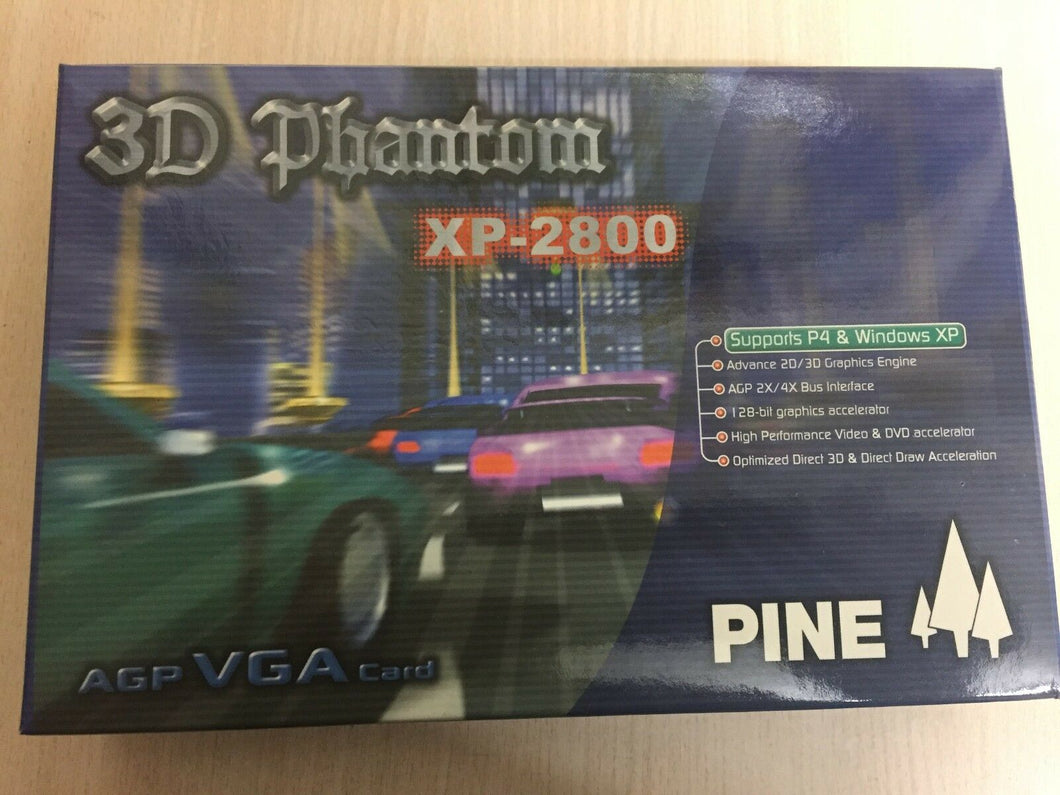 3D Phantom
XP-2800
Supports P4 & Windows XP
Advance 2D/3D Graphics Engine
AGP 2X/4X Bus Interface
128-bit graphics accelerator
High Performance Video & DVD accelerator
Optimized Direct 3D & Direct Draw Acceleration
PINE
AGP VGA Card